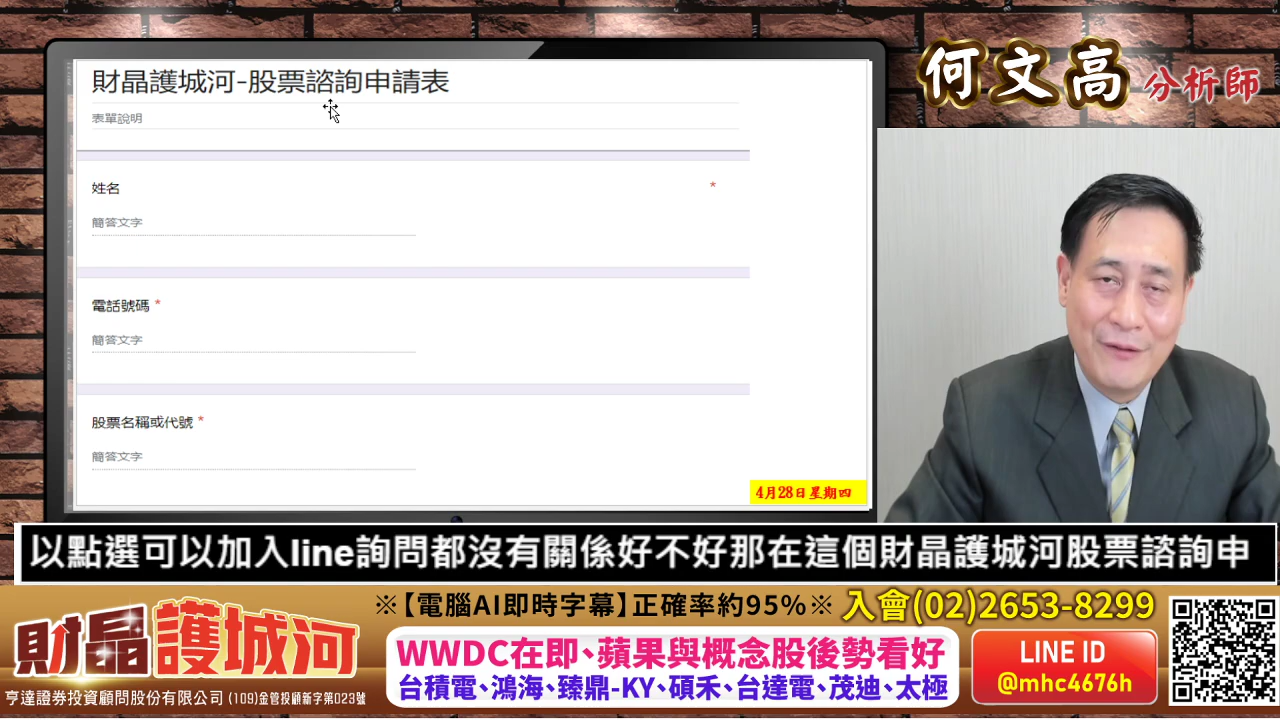 財晶護城河-股票諮詢申請表
表單說明
姓名 *
簡答文字
電話號碼 *
簡答文字
股票名稱或代號 *
簡答文字
4月28日星期四
何文高 分析師
以點選可以加入line詢問都沒有關係好不好那在這個財晶護城河股票諮詢申
※【電腦AI即時字幕】正確率約95%※ 入會(02)2653-8299
財晶護城河
亨達證券投資顧問股份有限公司 (109)金管投顧新字第023號
WWDC在即、蘋果與概念股後勢看好
台積電、鴻海、臻鼎-KY、碩禾、台達電、茂迪、太極
LINE ID
@mhc4676h